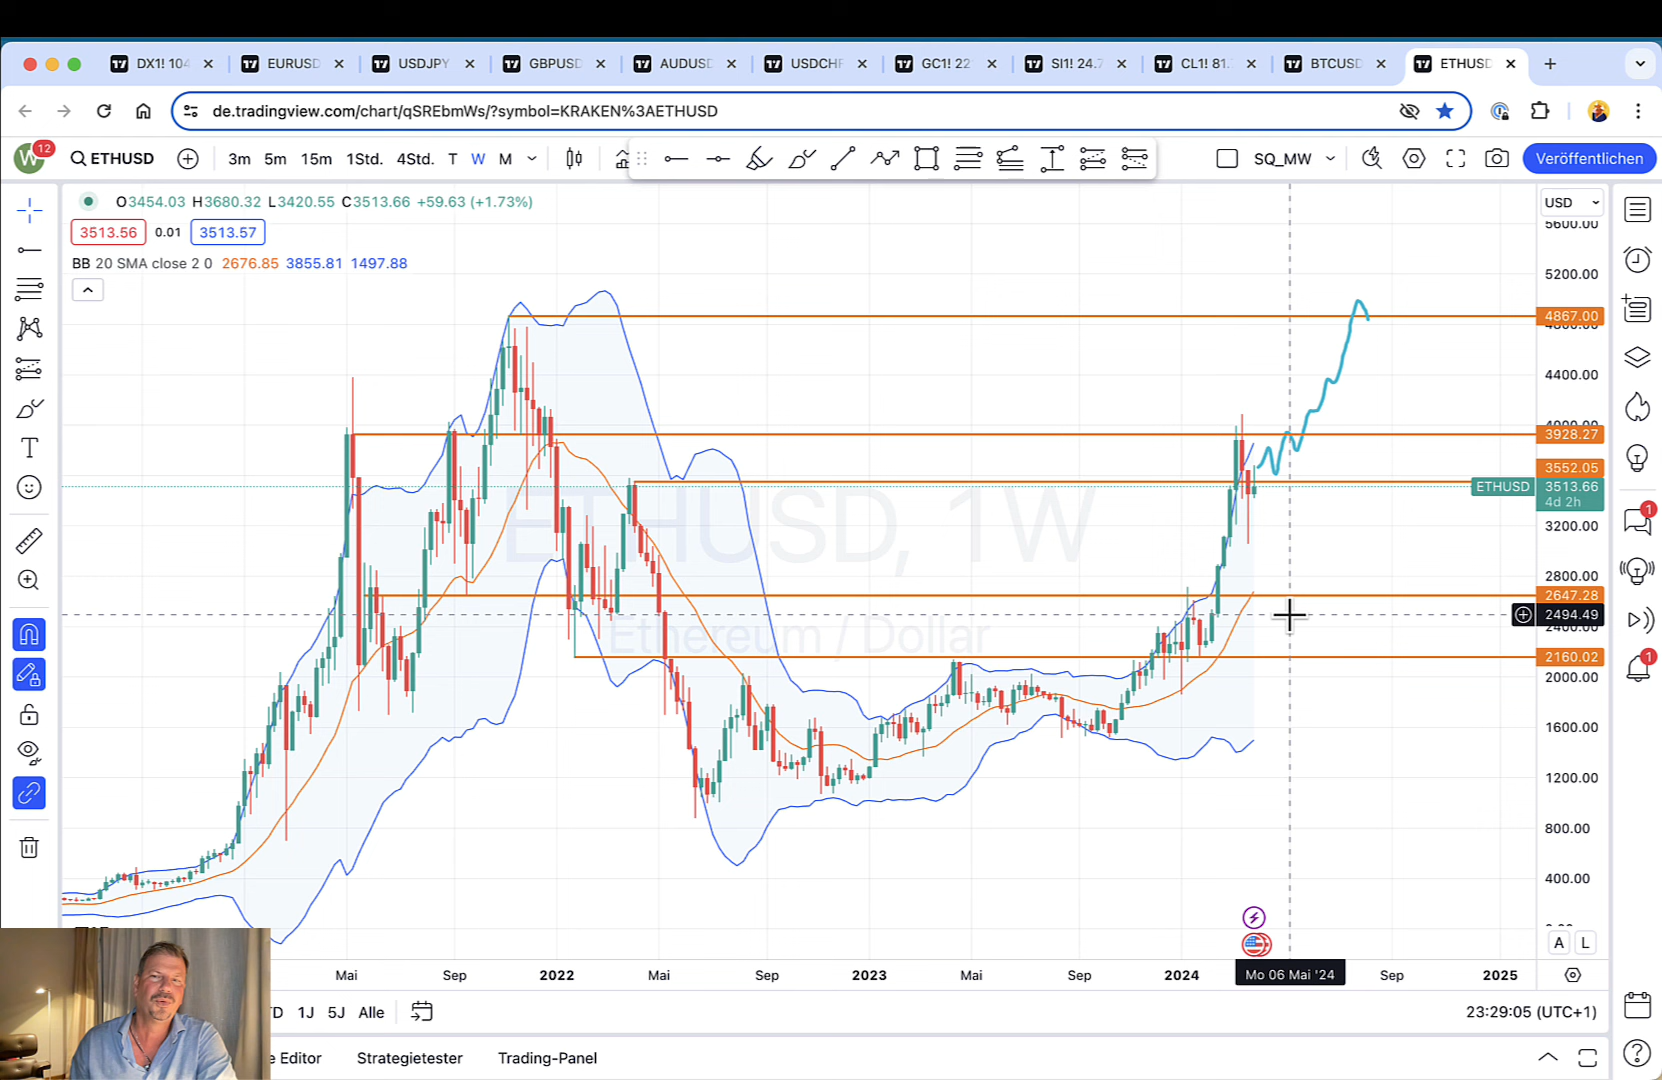 DX1! 104
EURUSD
USDJPY
GBPUSD
AUDUSD
USDCHF
GC1! 22
SI1! 24.7
CL1! 81.
BTCUSD
ETHUSD
de.tradingview.com/chart/qSREbmWs/?symbol=KRAKEN%3AETHUSD
W 12 ETHUSD 3m 5m 15m 1Std. 4Std. T W M SQ_MW Veröffentlichen
O3454.03 H3680.32 L3420.55 C3513.66 +59.63 (+1.73%)
USD
3513.56 0.01 3513.57
5600.00
BB 20 SMA close 2 0 2676.85 3855.81 1497.88
5200.00
4867.00
4400.00
3928.27
3552.05
ETHUSD 3513.66
4d 2h
ETHUSD, 1W
1
3200.00
2800.00
2647.28
2494.49
2400.00
Ethereum / Dollar
2160.02
1
2000.00
1600.00
1200.00
800.00
400.00
A L
Mai Sep 2022 Mai Sep 2023 Mai Sep 2024 Mo 06 Mai '24 Sep 2025
1J 5J Alle
23:29:05 (UTC+1)
Editor Strategietester Trading-Panel